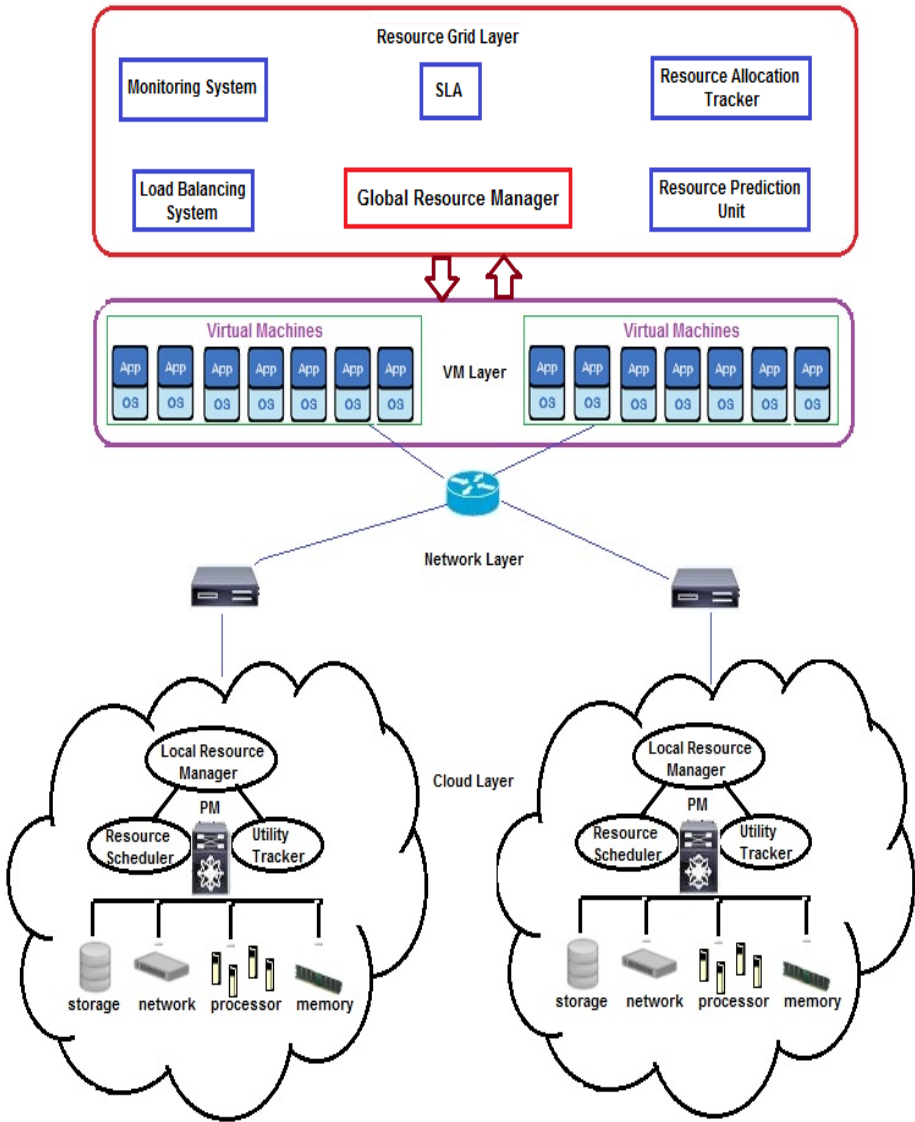 Resource Grid Layer
Monitoring System
SLA
Resource Allocation
Tracker
Load Balancing
System
Global Resource Manager
Resource Prediction
Unit
Virtual Machines
App App App App App App App
OS OS OS OS OS OS OS
VM Layer
Virtual Machines
App App App App App App App
OS OS OS OS OS OS OS
Network Layer
Local Resource
Manager
PM
Resource
Scheduler
Utility
Tracker
storage network processor memory
Cloud Layer
Local Resource
Manager
PM
Resource
Scheduler
Utility
Tracker
storage network processor memory